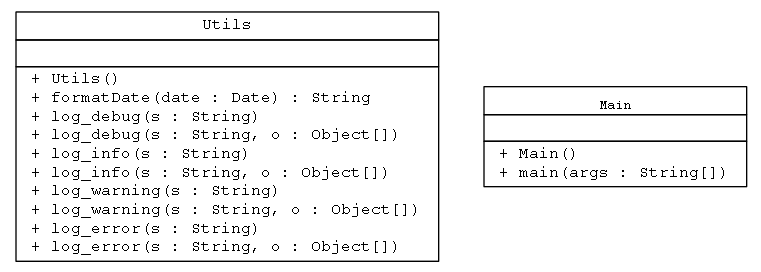 Utils
+ Utils()
+ formatDate(date : Date) : String
+ log_debug(s : String)
+ log_debug(s : String, o : Object[])
+ log_info(s : String)
+ log_info(s : String, o : Object[])
+ log_warning(s : String)
+ log_warning(s : String, o : Object[])
+ log_error(s : String)
+ log_error(s : String, o : Object[])
Main
+ Main()
+ main(args : String[])